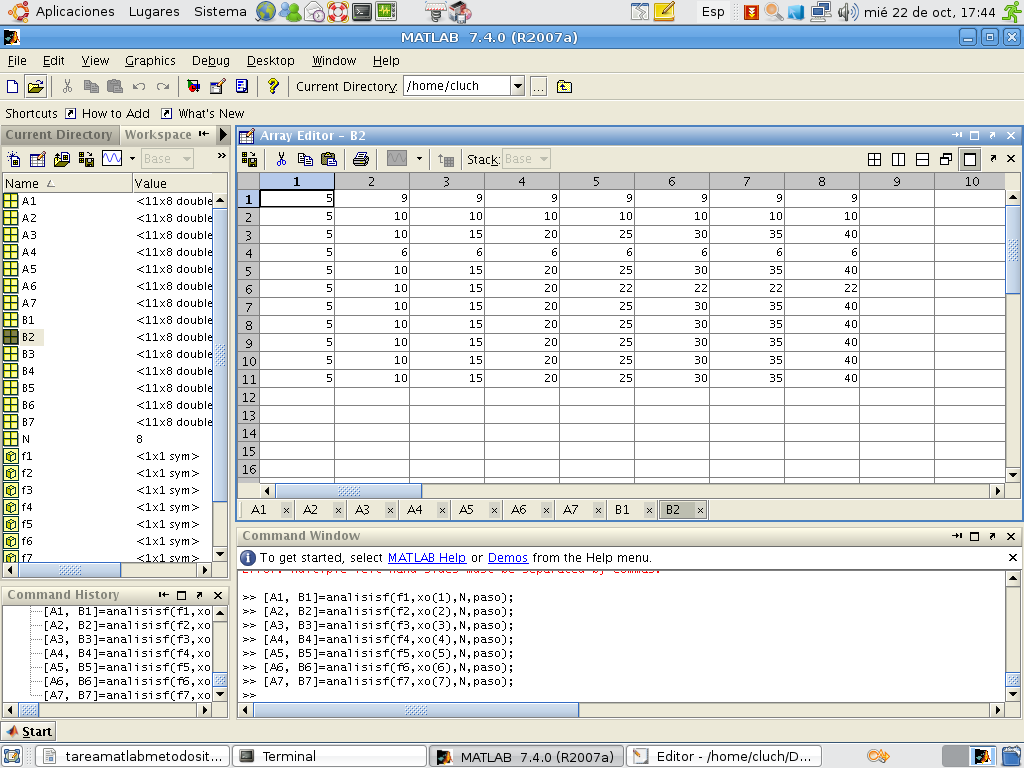 Aplicaciones Lugares Sistema Esp mié 22 de oct, 17:44
MATLAB 7.4.0 (R2007a)
File Edit View Graphics Debug Desktop Window Help
Current Directory: /home/cluch ...
Shortcuts How to Add What's New
Current Directory Workspace
Base »
Name Value
A1 <11x8 double
A2 <11x8 double
A3 <11x8 double
A4 <11x8 double
A5 <11x8 double
A6 <11x8 double
A7 <11x8 double
B1 <11x8 double
B2 <11x8 double
B3 <11x8 double
B4 <11x8 double
B5 <11x8 double
B6 <11x8 double
B7 <11x8 double
N 8
f1 <1x1 sym>
f2 <1x1 sym>
f3 <1x1 sym>
f4 <1x1 sym>
f5 <1x1 sym>
f6 <1x1 sym>
f7 <1x1 sym>
Array Editor - B2
Stack: Base
1 2 3 4 5 6 7 8 9 10
1 5 9 9 9 9 9 9 9
2 5 10 10 10 10 10 10 10
3 5 10 15 20 25 30 35 40
4 5 6 6 6 6 6 6 6
5 5 10 15 20 25 30 35 40
6 5 10 15 20 22 22 22 22
7 5 10 15 20 25 30 35 40
8 5 10 15 20 25 30 35 40
9 5 10 15 20 25 30 35 40
10 5 10 15 20 25 30 35 40
11 5 10 15 20 25 30 35 40
12
13
14
15
16
A1 A2 A3 A4 A5 A6 A7 B1 B2
Command History
[A1, B1]=analisisf(f1,xo
[A2, B2]=analisisf(f2,xo
[A3, B3]=analisisf(f3,xo
[A4, B4]=analisisf(f4,xo
[A5, B5]=analisisf(f5,xo
[A6, B6]=analisisf(f6,xo
[A7, B7]=analisisf(f7,xo
Command Window
To get started, select MATLAB Help or Demos from the Help menu.
Error: Multiple left-hand sides must be separated by commas.
>> [A1, B1]=analisisf(f1,xo(1),N,paso);
>> [A2, B2]=analisisf(f2,xo(2),N,paso);
>> [A3, B3]=analisisf(f3,xo(3),N,paso);
>> [A4, B4]=analisisf(f4,xo(4),N,paso);
>> [A5, B5]=analisisf(f5,xo(5),N,paso);
>> [A6, B6]=analisisf(f6,xo(6),N,paso);
>> [A7, B7]=analisisf(f7,xo(7),N,paso);
>>
Start
tareamatlabmetodosit... Terminal MATLAB 7.4.0 (R2007a) Editor - /home/cluch/D...